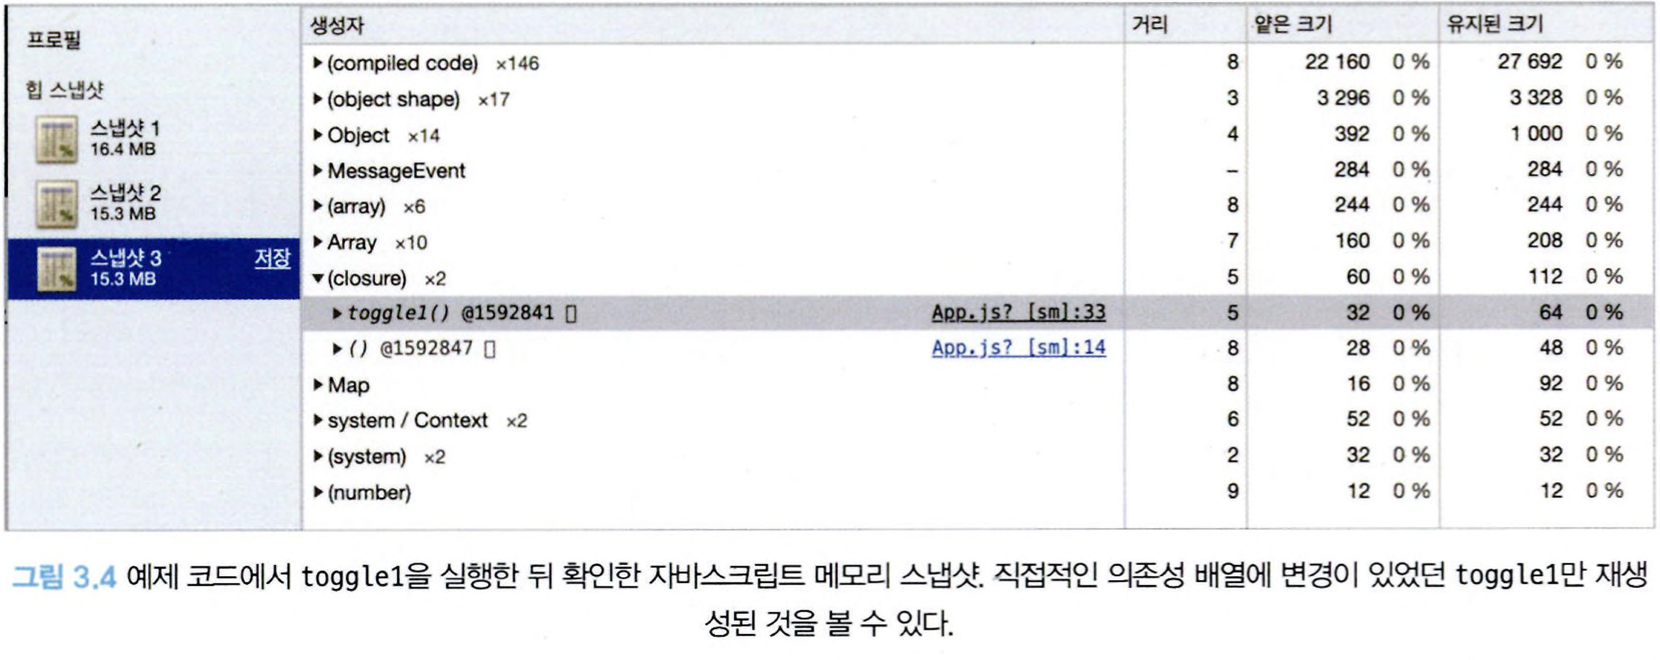 프로필
힙 스냅샷
스냅샷 1
16.4 MB
스냅샷 2
15.3 MB
스냅샷 3 저장
15.3 MB
생성자 거리 얕은 크기 유지된 크기
(compiled code) ×146 8 22 160 0 % 27 692 0 %
(object shape) ×17 3 3 296 0 % 3 328 0 %
Object ×14 4 392 0 % 1 000 0 %
MessageEvent – 284 0 % 284 0 %
(array) ×6 8 244 0 % 244 0 %
Array ×10 7 160 0 % 208 0 %
(closure) ×2 5 60 0 % 112 0 %
toggle1() @1592841 App.js? [sm]:33 5 32 0 % 64 0 %
() @1592847 App.js? [sm]:14 8 28 0 % 48 0 %
Map 8 16 0 % 92 0 %
system / Context ×2 6 52 0 % 52 0 %
(system) ×2 2 32 0 % 32 0 %
(number) 9 12 0 % 12 0 %
그림 3.4 예제 코드에서 toggle1을 실행한 뒤 확인한 자바스크립트 메모리 스냅샷. 직접적인 의존성 배열에 변경이 있었던 toggle1만 재생
성된 것을 볼 수 있다.